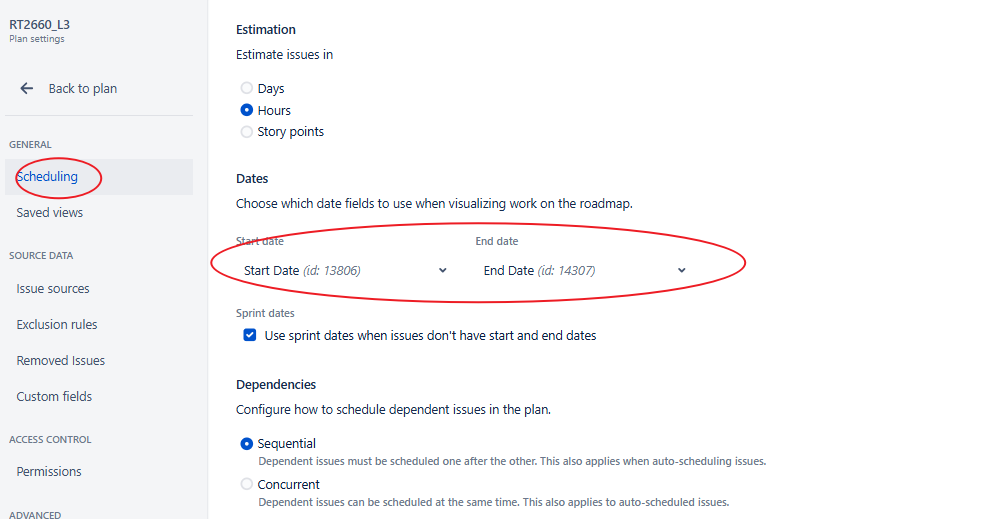 RT2660_L3
Plan settings
Back to plan
GENERAL
Scheduling
Saved views
SOURCE DATA
Issue sources
Exclusion rules
Removed Issues
Custom fields
ACCESS CONTROL
Permissions
ADVANCED
Estimation
Estimate issues in
Days
Hours
Story points
Dates
Choose which date fields to use when visualizing work on the roadmap.
Start date End date
Start Date (id: 13806) End Date (id: 14307)
Sprint dates
Use sprint dates when issues don't have start and end dates
Dependencies
Configure how to schedule dependent issues in the plan.
Sequential
Dependent issues must be scheduled one after the other. This also applies when auto-scheduling issues.
Concurrent
Dependent issues can be scheduled at the same time. This also applies to auto-scheduled issues.